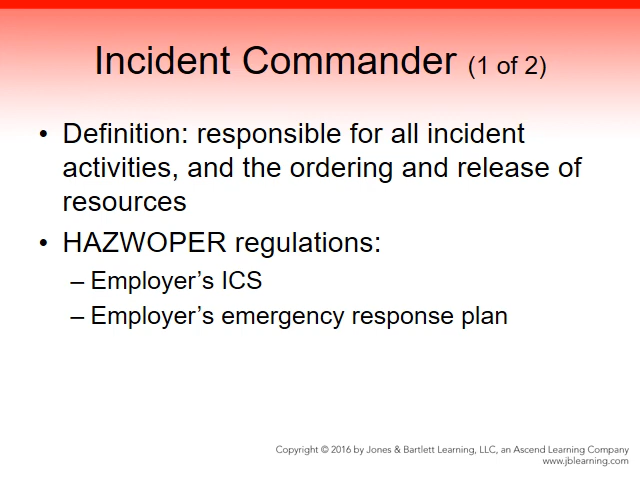 Incident Commander (1 of 2)
• Definition: responsible for all incident
activities, and the ordering and release of
resources
• HAZWOPER regulations:
– Employer’s ICS
– Employer’s emergency response plan
Copyright © 2016 by Jones & Bartlett Learning, LLC, an Ascend Learning Company
www.jblearning.com